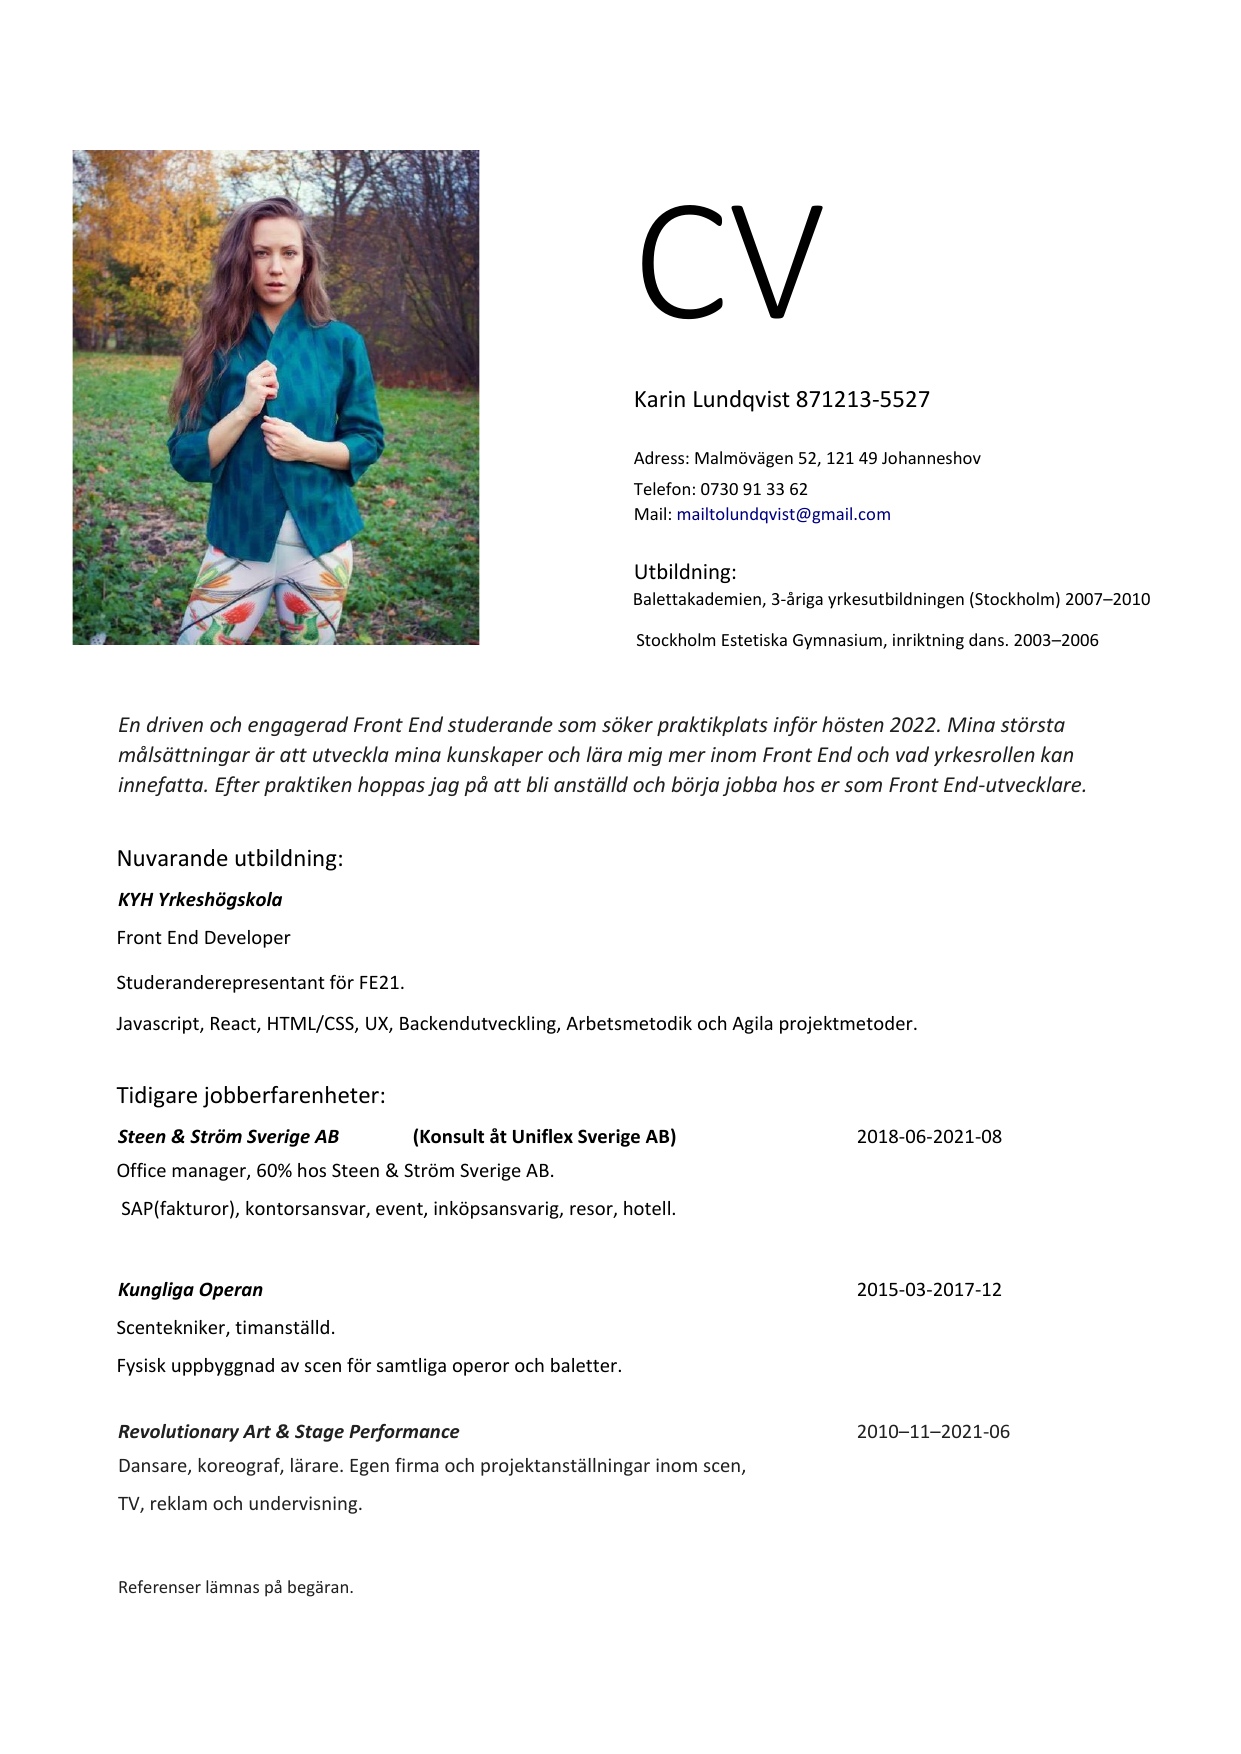 CV
Karin Lundqvist 871213-5527
Adress: Malmövägen 52, 121 49 Johanneshov
Telefon: 0730 91 33 62
Mail: mailtolundqvist@gmail.com
Utbildning:
Balettakademien, 3-åriga yrkesutbildningen (Stockholm) 2007–2010
Stockholm Estetiska Gymnasium, inriktning dans. 2003–2006
En driven och engagerad Front End studerande som söker praktikplats inför hösten 2022. Mina största
målsättningar är att utveckla mina kunskaper och lära mig mer inom Front End och vad yrkesrollen kan
innefatta. Efter praktiken hoppas jag på att bli anställd och börja jobba hos er som Front End-utvecklare.
Nuvarande utbildning:
KYH Yrkeshögskola
Front End Developer
Studeranderepresentant för FE21.
Javascript, React, HTML/CSS, UX, Backendutveckling, Arbetsmetodik och Agila projektmetoder.
Tidigare jobberfarenheter:
Steen & Ström Sverige AB (Konsult åt Uniflex Sverige AB) 2018-06-2021-08
Office manager, 60% hos Steen & Ström Sverige AB.
SAP(fakturor), kontorsansvar, event, inköpsansvarig, resor, hotell.
Kungliga Operan 2015-03-2017-12
Scentekniker, timanställd.
Fysisk uppbyggnad av scen för samtliga operor och baletter.
Revolutionary Art & Stage Performance 2010–11–2021-06
Dansare, koreograf, lärare. Egen firma och projektanställningar inom scen,
TV, reklam och undervisning.
Referenser lämnas på begäran.